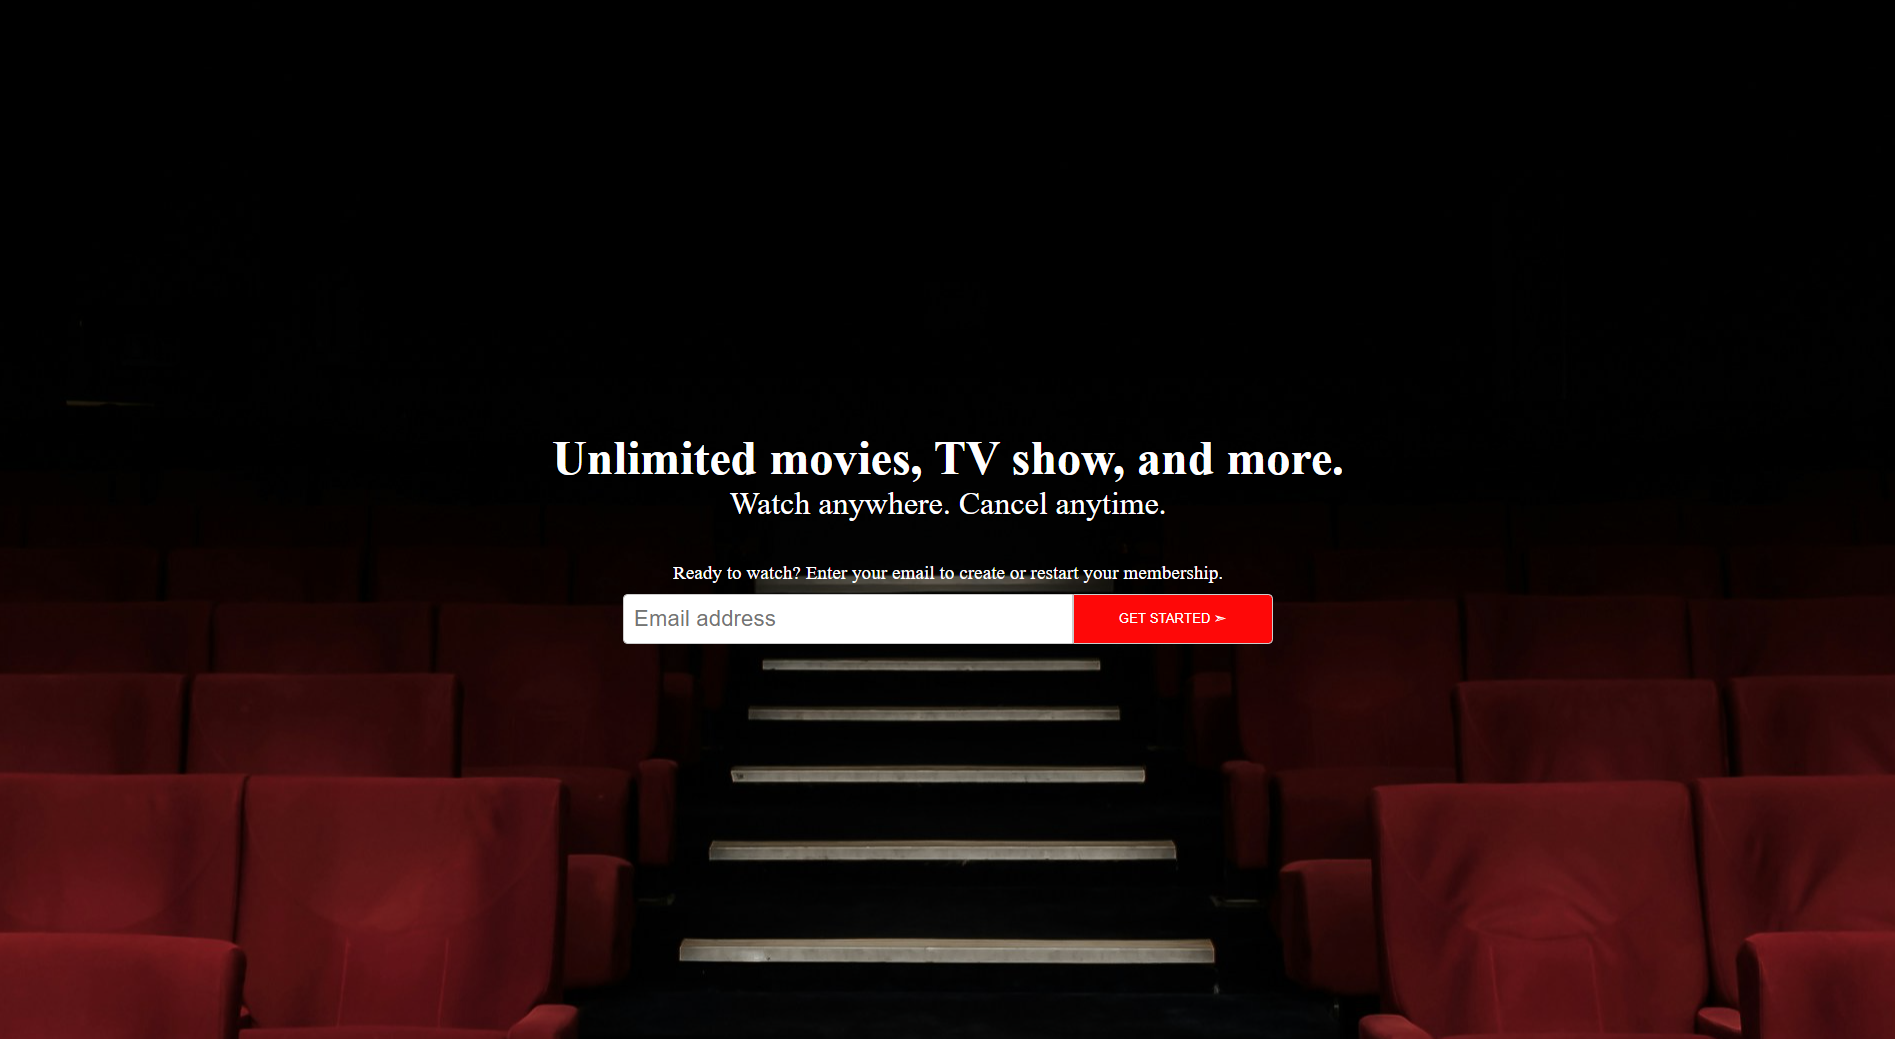 Unlimited movies, TV show, and more.
Watch anywhere. Cancel anytime.
Ready to watch? Enter your email to create or restart your membership.
Email address
GET STARTED ➣